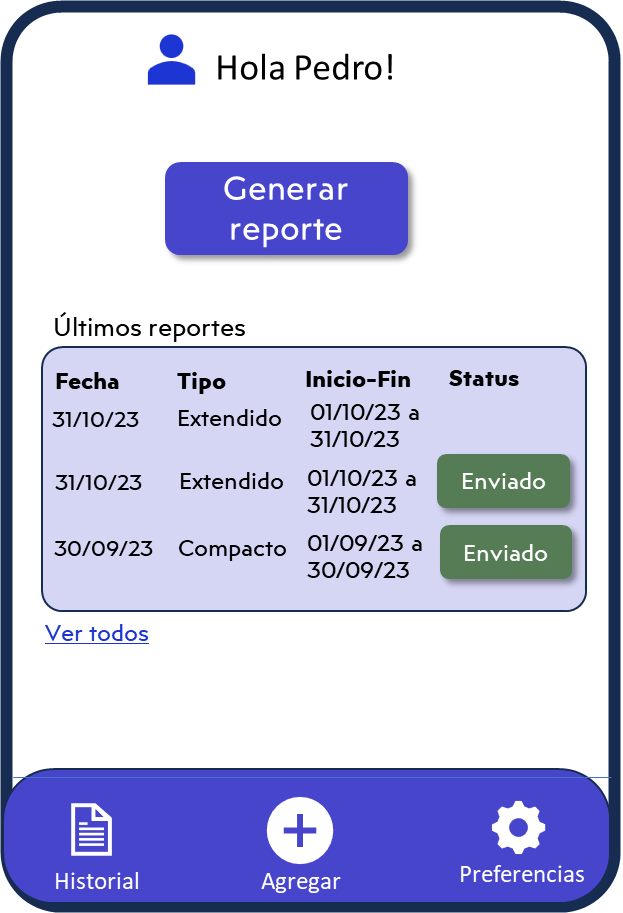 Hola Pedro!
Generar
reporte
Últimos reportes
Fecha Tipo Inicio-Fin Status
31/10/23 Extendido 01/10/23 a
31/10/23
31/10/23 Extendido 01/10/23 a
31/10/23 Enviado
30/09/23 Compacto 01/09/23 a
30/09/23 Enviado
Ver todos
Historial Agregar Preferencias